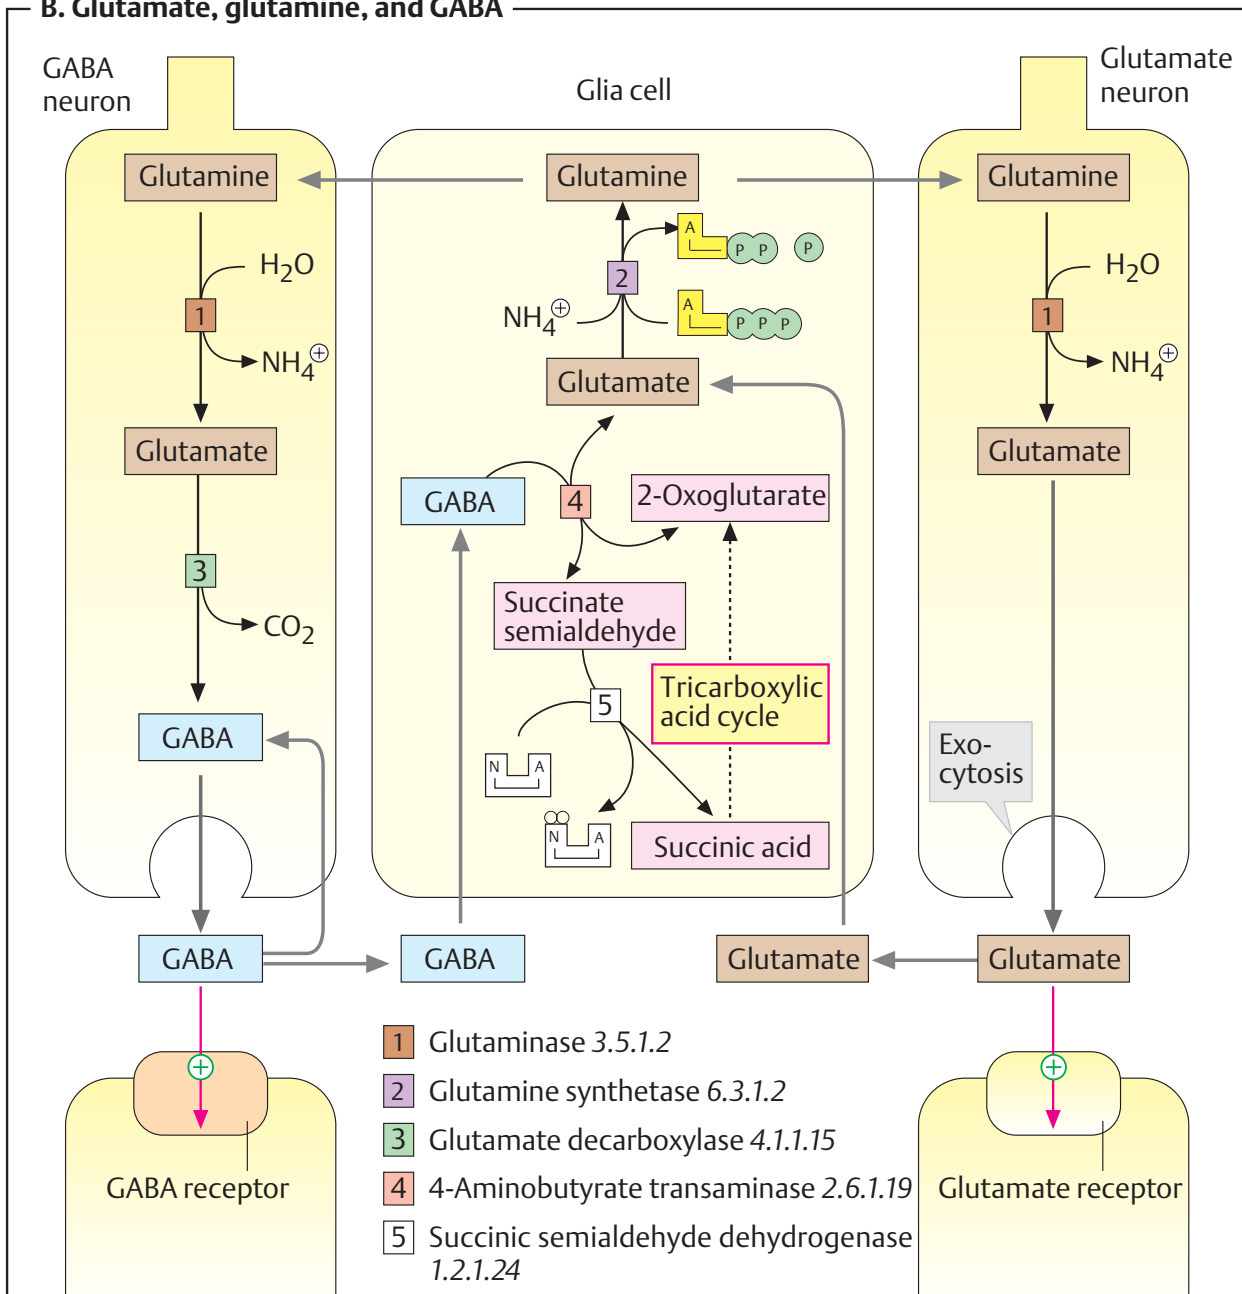 B. Glutamate, glutamine, and GABA
GABA
neuron
Glia cell
Glutamate
neuron
Glutamine
Glutamine
Glutamine
H2O
1
NH4⊕
A
P P P
2
NH4⊕
A
P P P
H2O
1
NH4⊕
Glutamate
Glutamate
Glutamate
GABA
4
2-Oxoglutarate
3
CO2
Succinate
semialdehyde
Tricarboxylic
acid cycle
5
GABA
N A
N A
Succinic acid
Exo-
cytosis
GABA
GABA
Glutamate
Glutamate
+
+
GABA receptor
Glutamate receptor
1 Glutaminase 3.5.1.2
2 Glutamine synthetase 6.3.1.2
3 Glutamate decarboxylase 4.1.1.15
4 4-Aminobutyrate transaminase 2.6.1.19
5 Succinic semialdehyde dehydrogenase
1.2.1.24